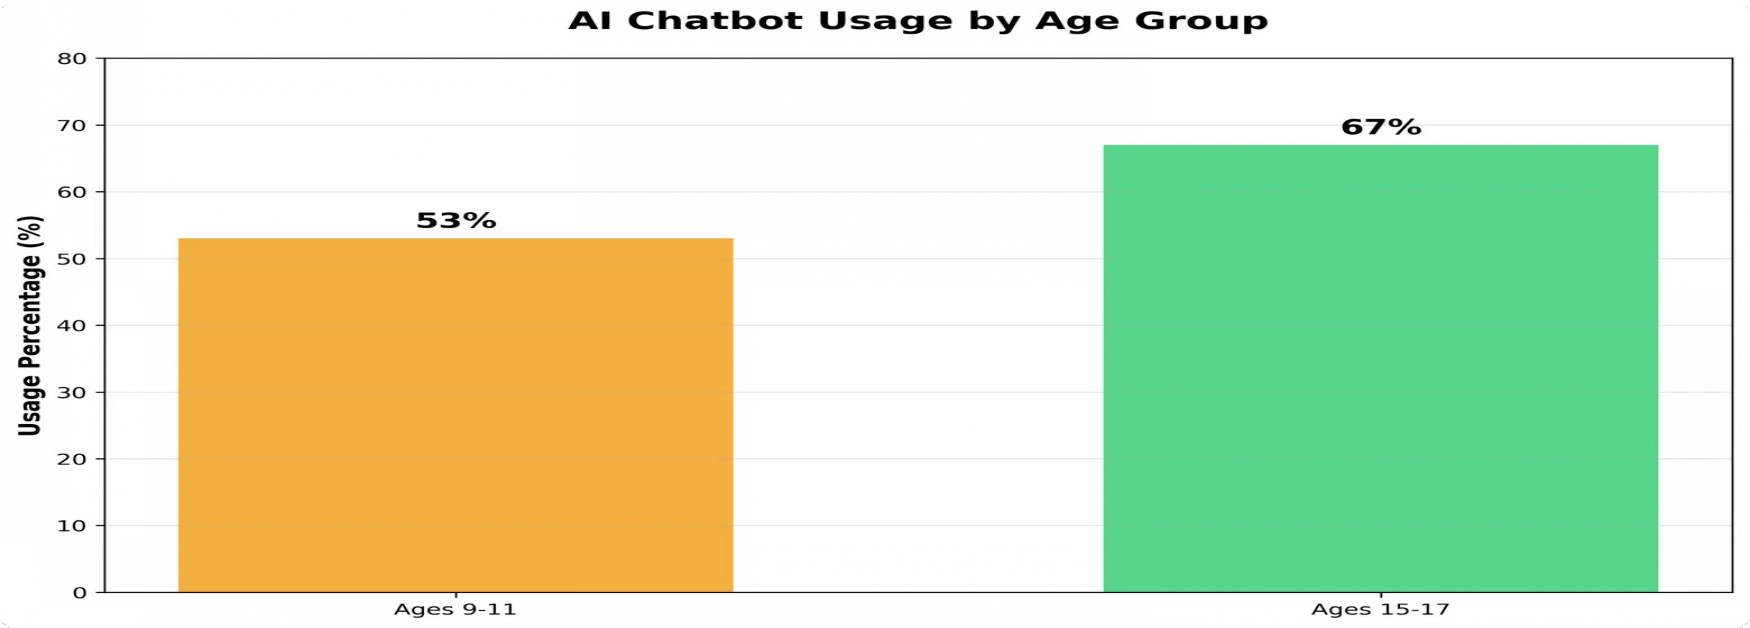 AI Chatbot Usage by Age Group
80
70
67%
60
53%
50
40
30
20
10
0
Usage Percentage (%)
Ages 9-11
Ages 15-17